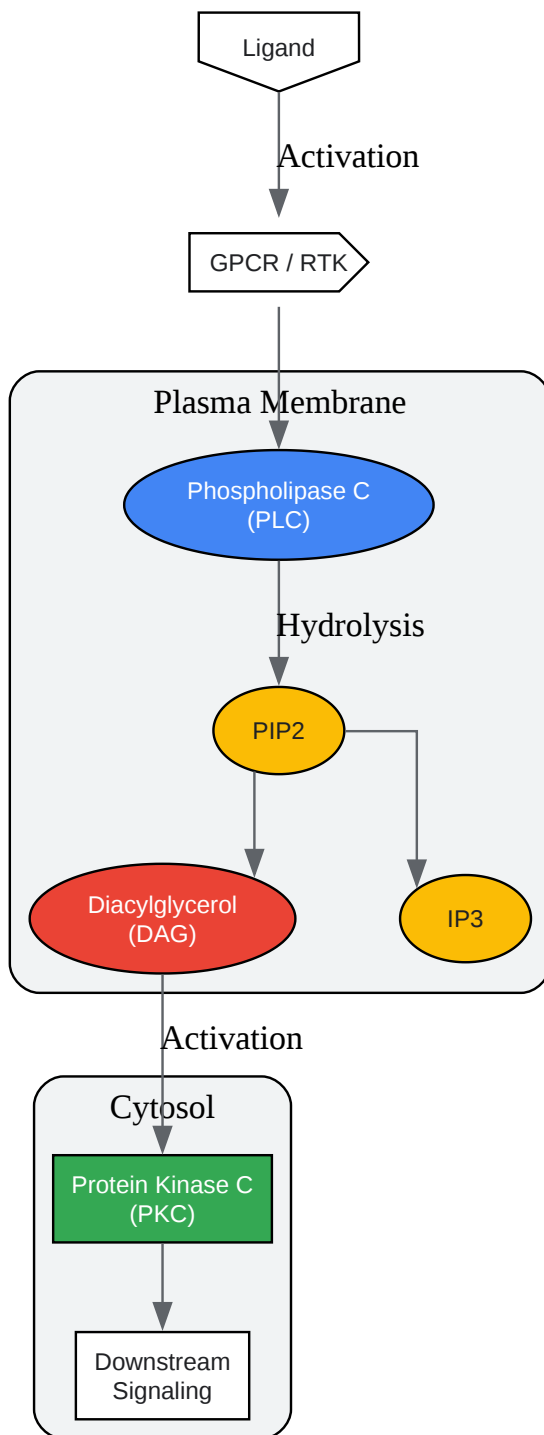 Ligand
Activation
GPCR / RTK
Plasma Membrane
Phospholipase C
(PLC)
Hydrolysis
PIP2
Diacylglycerol
(DAG)
IP3
Activation
Cytosol
Protein Kinase C
(PKC)
Downstream
Signaling